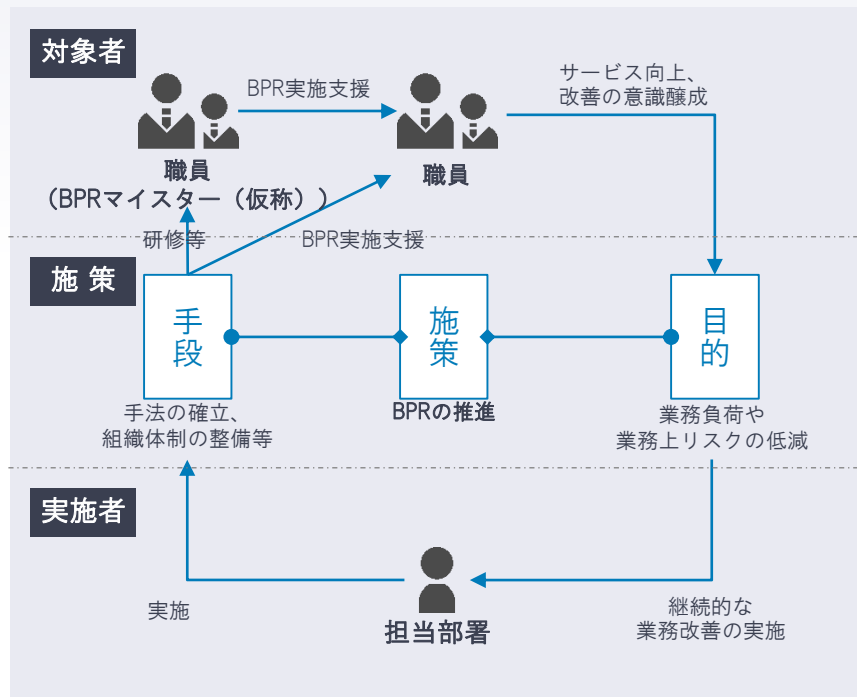 対象者
BPR実施支援
サービス向上、
改善の意識醸成
職員
(BPRマイスター(仮称))
職員
研修等
BPR実施支援
施策
手段
施策
目的
手法の確立、
組織体制の整備等
BPRの推進
業務負荷や
業務上リスクの低減
実施者
実施
担当部署
継続的な
業務改善の実施